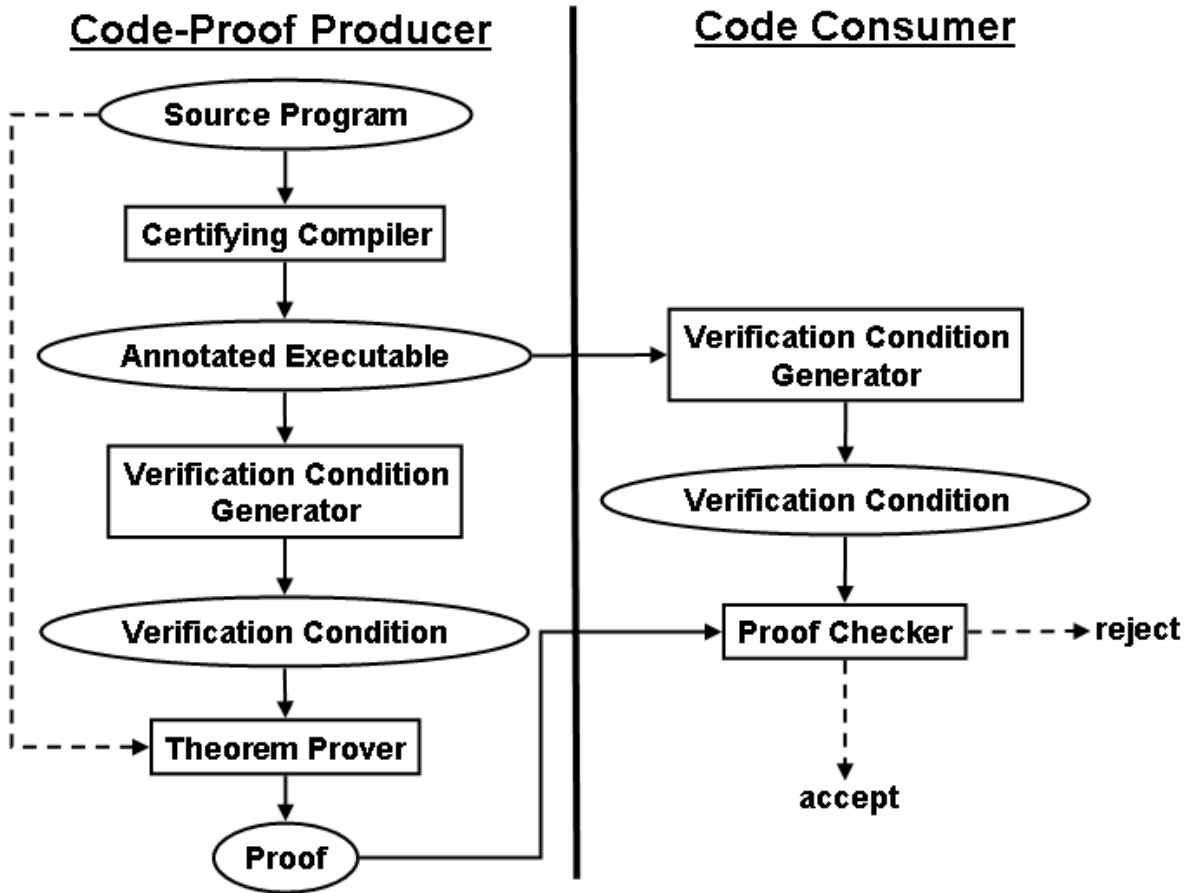 Code-Proof Producer
Source Program
Certifying Compiler
Annotated Executable
Verification Condition
Generator
Verification Condition
Theorem Prover
Proof
Code Consumer
Verification Condition
Generator
Verification Condition
Proof Checker
reject
accept